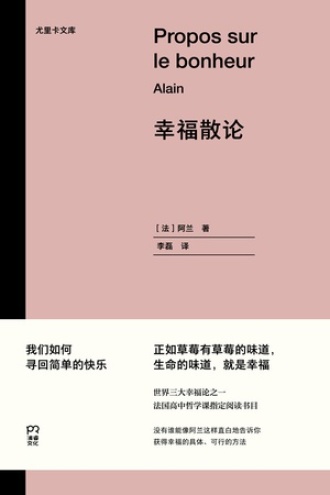 尤里卡文库
Propos sur
le bonheur
Alain
幸福散论
［法］阿兰 著
李磊 译
我们如何
寻回简单的快乐
正如草莓有草莓的味道，
生命的味道，就是幸福
世界三大幸福论之一
法国高中哲学课指定阅读书目
没有谁能像阿兰这样直白地告诉你
获得幸福的具体、可行的方法